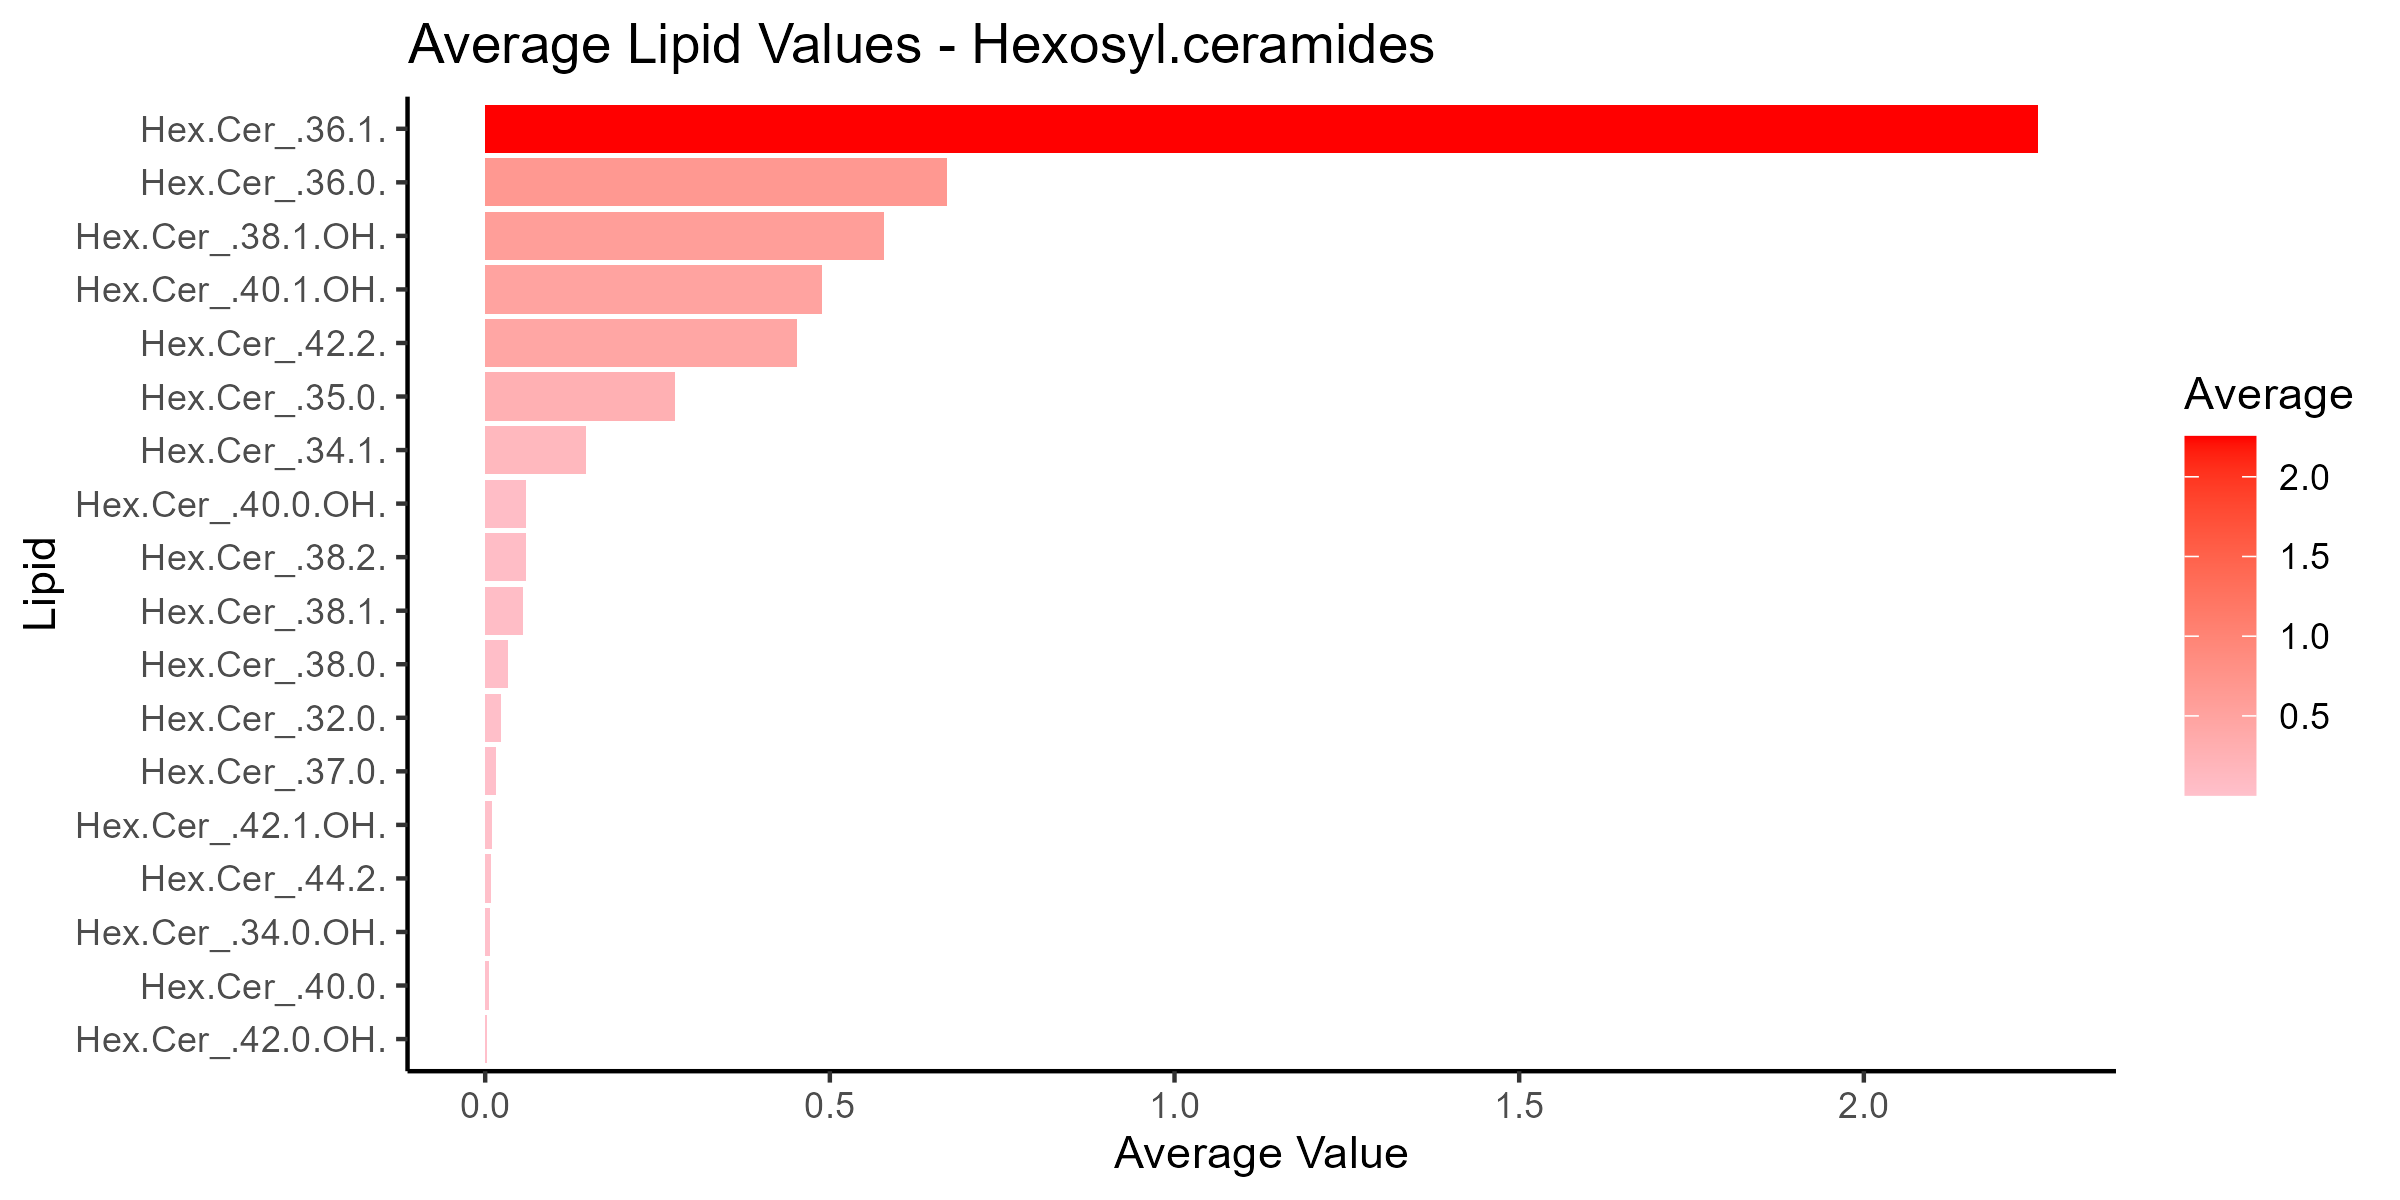 Average Lipid Values - Hexosyl.ceramides
Hex.Cer_.36.1.
Hex.Cer_.36.0.
Hex.Cer_.38.1.OH.
Hex.Cer_.40.1.OH.
Hex.Cer_.42.2.
Hex.Cer_.35.0.
Hex.Cer_.34.1.
Hex.Cer_.40.0.OH.
Hex.Cer_.38.2.
Hex.Cer_.38.1.
Hex.Cer_.38.0.
Hex.Cer_.32.0.
Hex.Cer_.37.0.
Hex.Cer_.42.1.OH.
Hex.Cer_.44.2.
Hex.Cer_.34.0.OH.
Hex.Cer_.40.0.
Hex.Cer_.42.0.OH.
Lipid
0.0 0.5 1.0 1.5 2.0
Average Value
Average
2.0
1.5
1.0
0.5